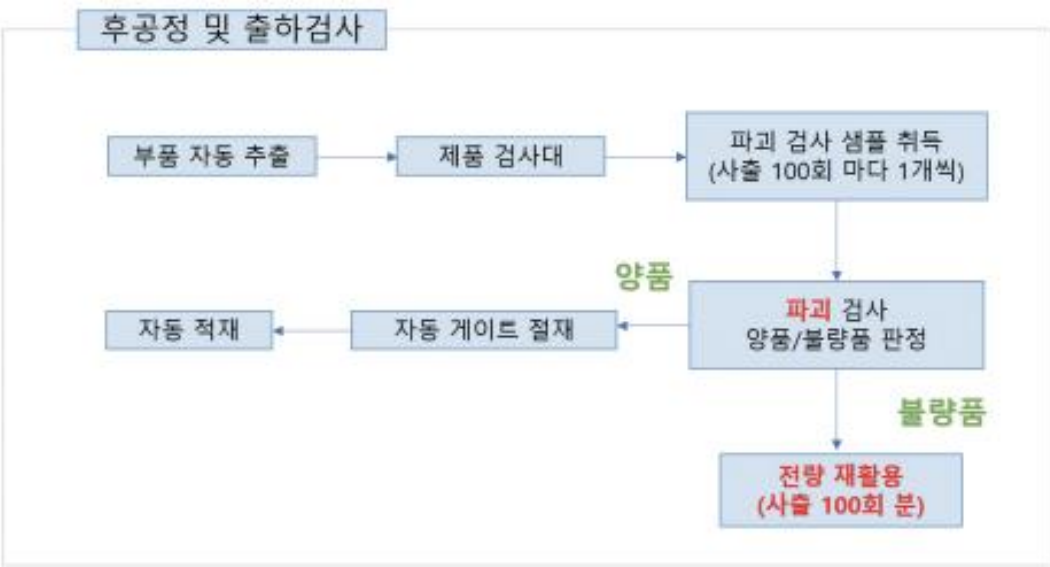 후공정 및 출하검사
부품 자동 추출
제품 검사대
파괴 검사 샘플 취득
(사출 100회 마다 1개씩)
양품
파괴 검사
양품/불량품 판정
자동 게이트 절재
자동 적재
불량품
전량 재활용
(사출 100회 분)